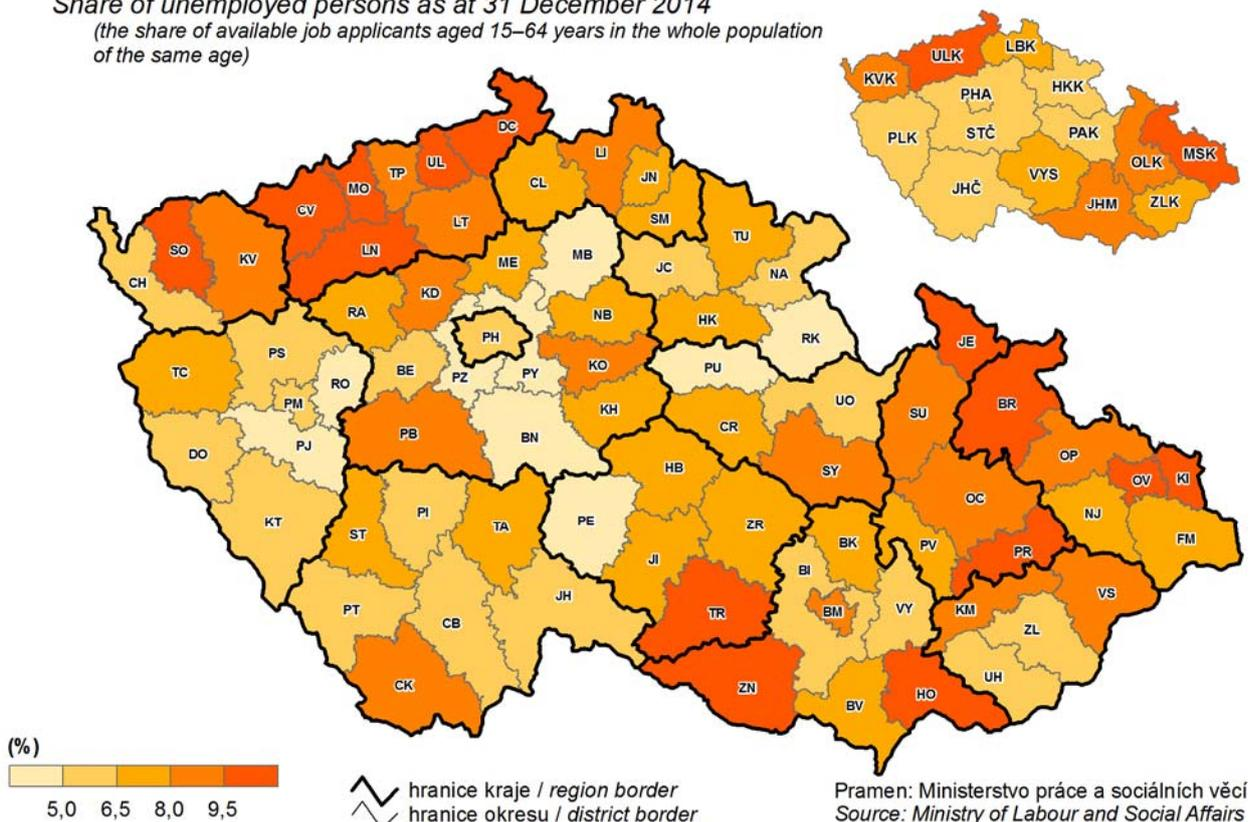 Share of unemployed persons as at 31 December 2014
(the share of available job applicants aged 15–64 years in the whole population
of the same age)
KVK
ULK
LBK
PHA
HKK
PLK
STČ
PAK
MSK
JHČ
VYS
OLK
JHM
ZLK
DC
LI
UL
TP
MO
CL
JN
CV
LT
SM
SO
LN
TU
KV
ME
MB
JC
NA
CH
KD
RA
NB
HK
RK
PH
JE
PS
KO
TC
BE
PZ
PY
PU
RO
PM
UO
BR
KH
SU
CR
PB
BN
PJ
DO
OP
HB
SY
OV
KI
OC
KT
PI
NJ
ST
TA
PE
ZR
FM
BK
PV
JI
PR
BI
VS
PT
JH
TR
BM
VY
KM
CB
ZL
UH
CK
ZN
HO
BV
(%)
5,0 6,5 8,0 9,5
hranice kraje / region border
hranice okresu / district border
Pramen: Ministerstvo práce a sociálních věcí
Source: Ministry of Labour and Social Affairs